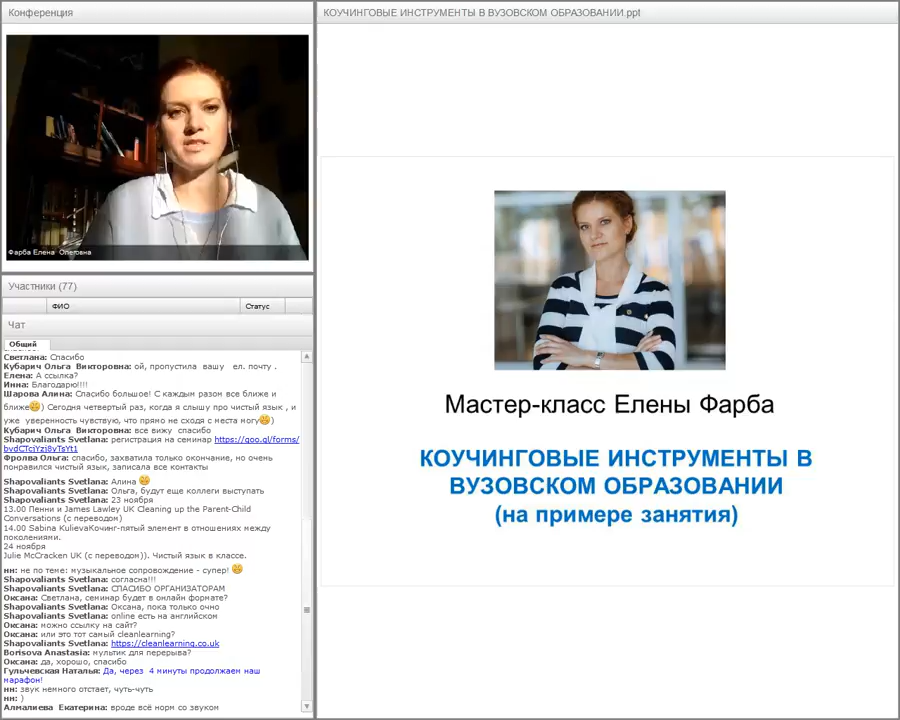 Конференция
Фарба Елена Олеговна
Участники (77)
ФИО
Статус
Чат
Общий
Светлана: Спасибо
Кубарич Ольга Викторовна: ой, пропустила вашу эл. почту .
Елена: А ссылка?
Инна: Благодарю!!!!
Шарова Алина: Спасибо большое! С каждым разом все ближе и
ближе) Сегодня четвертый раз, когда я слышу про чистый язык , и
уже уверенность чувствую, что прямо не сходя с места могу)
Кубарич Ольга Викторовна: все вижу спасибо
Shapovaliants Svetlana: регистрация на семинар https://goo.gl/forms/
Фролва Ольга: спасибо, захватила только окончание, но очень
понравился чистый язык, записала все контакты
Shapovaliants Svetlana: Алина
Shapovaliants Svetlana: Ольга, будут еще коллеги выступать
Shapovaliants Svetlana: 23 ноября
13.00 Пенни и James Lawley UK Cleaning up the Parent-Child
Conversations (с переводом)
14.00 Sabina KulievaКочинг-пятый элемент в отношениях между
поколениями.
24 ноября
Julie McCracken UK (с переводом)). Чистый язык в классе.
нн: не по теме: музыкальное сопровождение - супер!
Shapovaliants Svetlana: согласна!!!
Shapovaliants Svetlana: СПАСИБО ОРГАНИЗАТОРАМ
Оксана: Светлана, семинар будет в онлайн формате?
Shapovaliants Svetlana: Оксана, пока только очно
Shapovaliants Svetlana: online есть на английском
Оксана: можно ссылку на сайт?
Оксана: или это тот самый cleanlearning?
Shapovaliants Svetlana: https://cleanlearning.co.uk
Borisova Anastasia: мультик для перерыва?
Оксана: да, хорошо, спасибо
Гульчевская Наталья: Да, через 4 минуты продолжаем наш
марафон!
нн: звук немного отстает, чуть-чуть
нн: )
Алмалиева Екатерина: вроде всё норм со звуком
КОУЧИНГОВЫЕ ИНСТРУМЕНТЫ В ВУЗОВСКОМ ОБРАЗОВАНИИ.ppt
Мастер-класс Елены Фарба
КОУЧИНГОВЫЕ ИНСТРУМЕНТЫ В
ВУЗОВСКОМ ОБРАЗОВАНИИ
(на примере занятия)